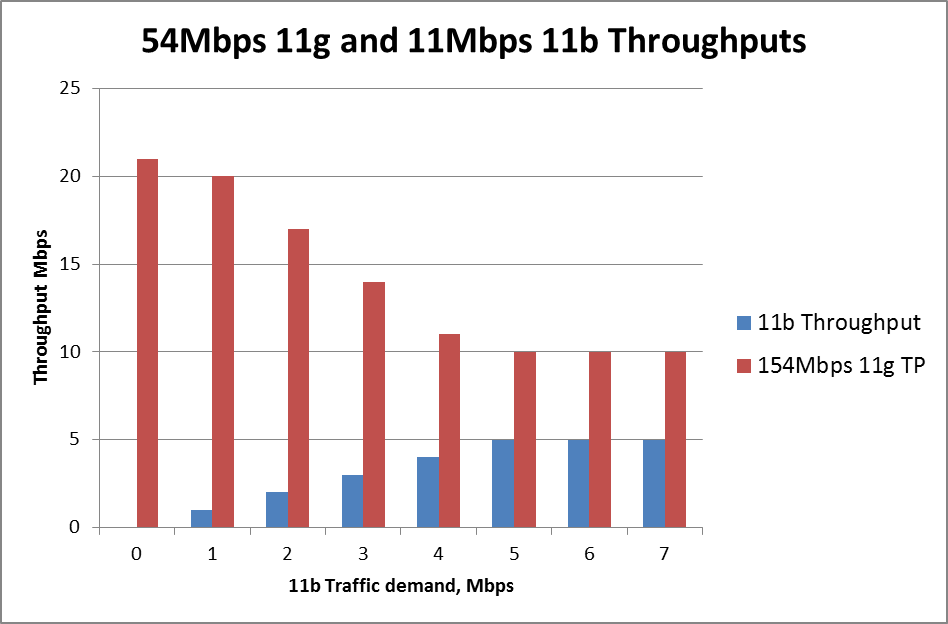 54Mbps 11g and 11Mbps 11b Throughputs
25
20
15
10
5
0
Throughput Mbps
0 1 2 3 4 5 6 7
11b Traffic demand, Mbps
11b Throughput
154Mbps 11g TP